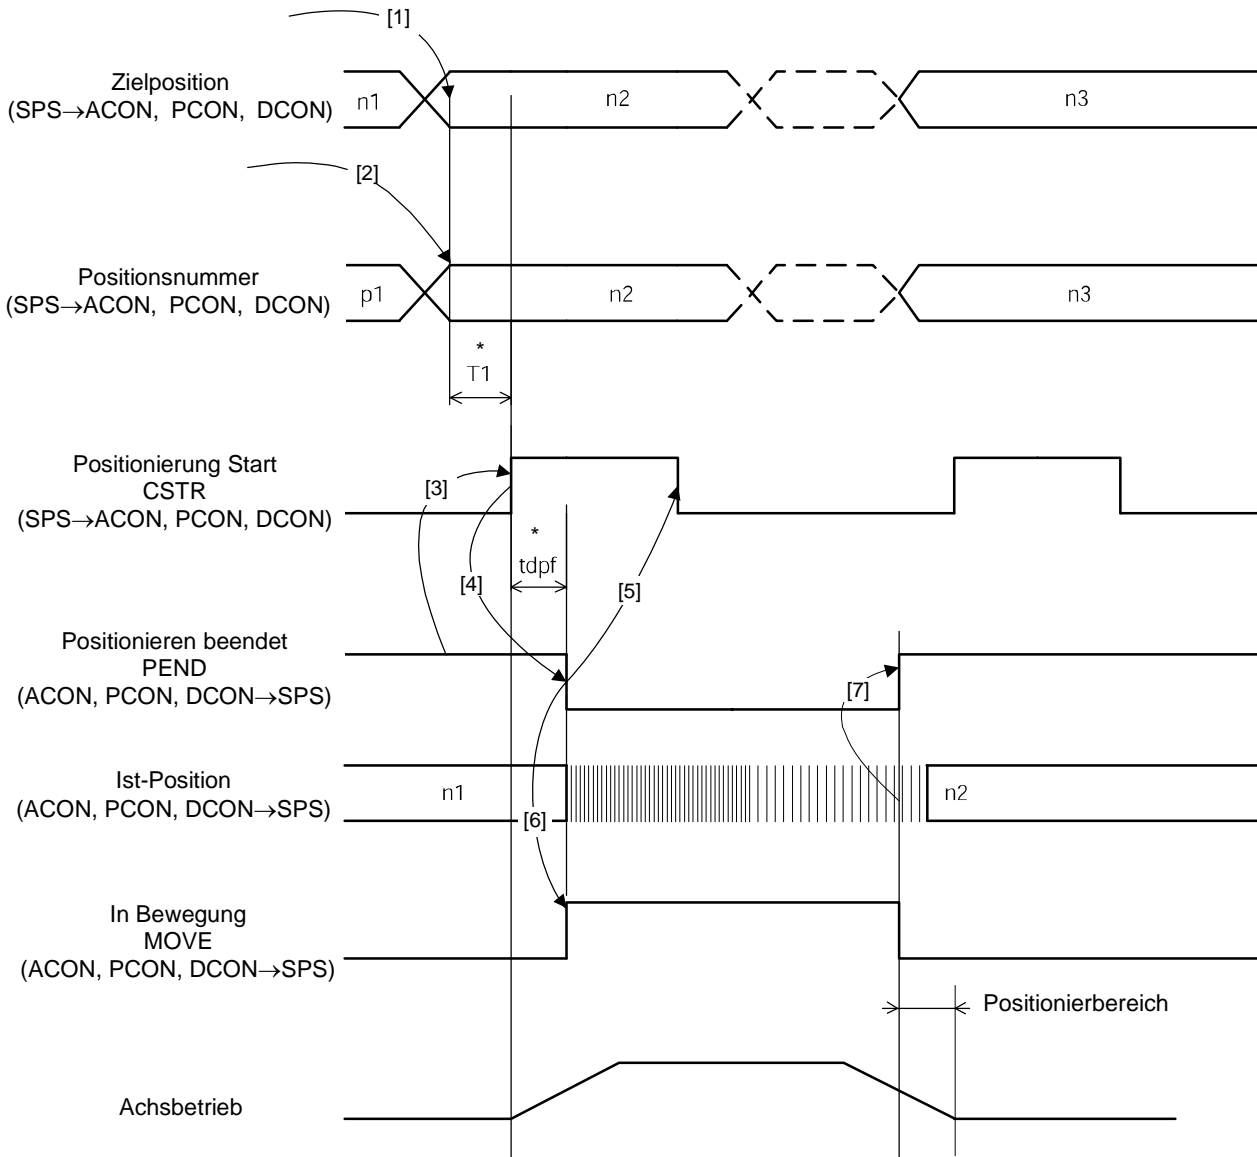 [1]
Zielposition
(SPS→ACON, PCON, DCON)
n1
n2
n3
[2]
Positionsnummer
(SPS→ACON, PCON, DCON)
p1
n2
n3
*
T1
Positionierung Start
CSTR
(SPS→ACON, PCON, DCON)
[3]
*
tdpf
[4]
[5]
Positionieren beendet
PEND
(ACON, PCON, DCON→SPS)
[7]
Ist-Position
(ACON, PCON, DCON→SPS)
n1
n2
[6]
In Bewegung
MOVE
(ACON, PCON, DCON→SPS)
Positionierbereich
Achsbetrieb